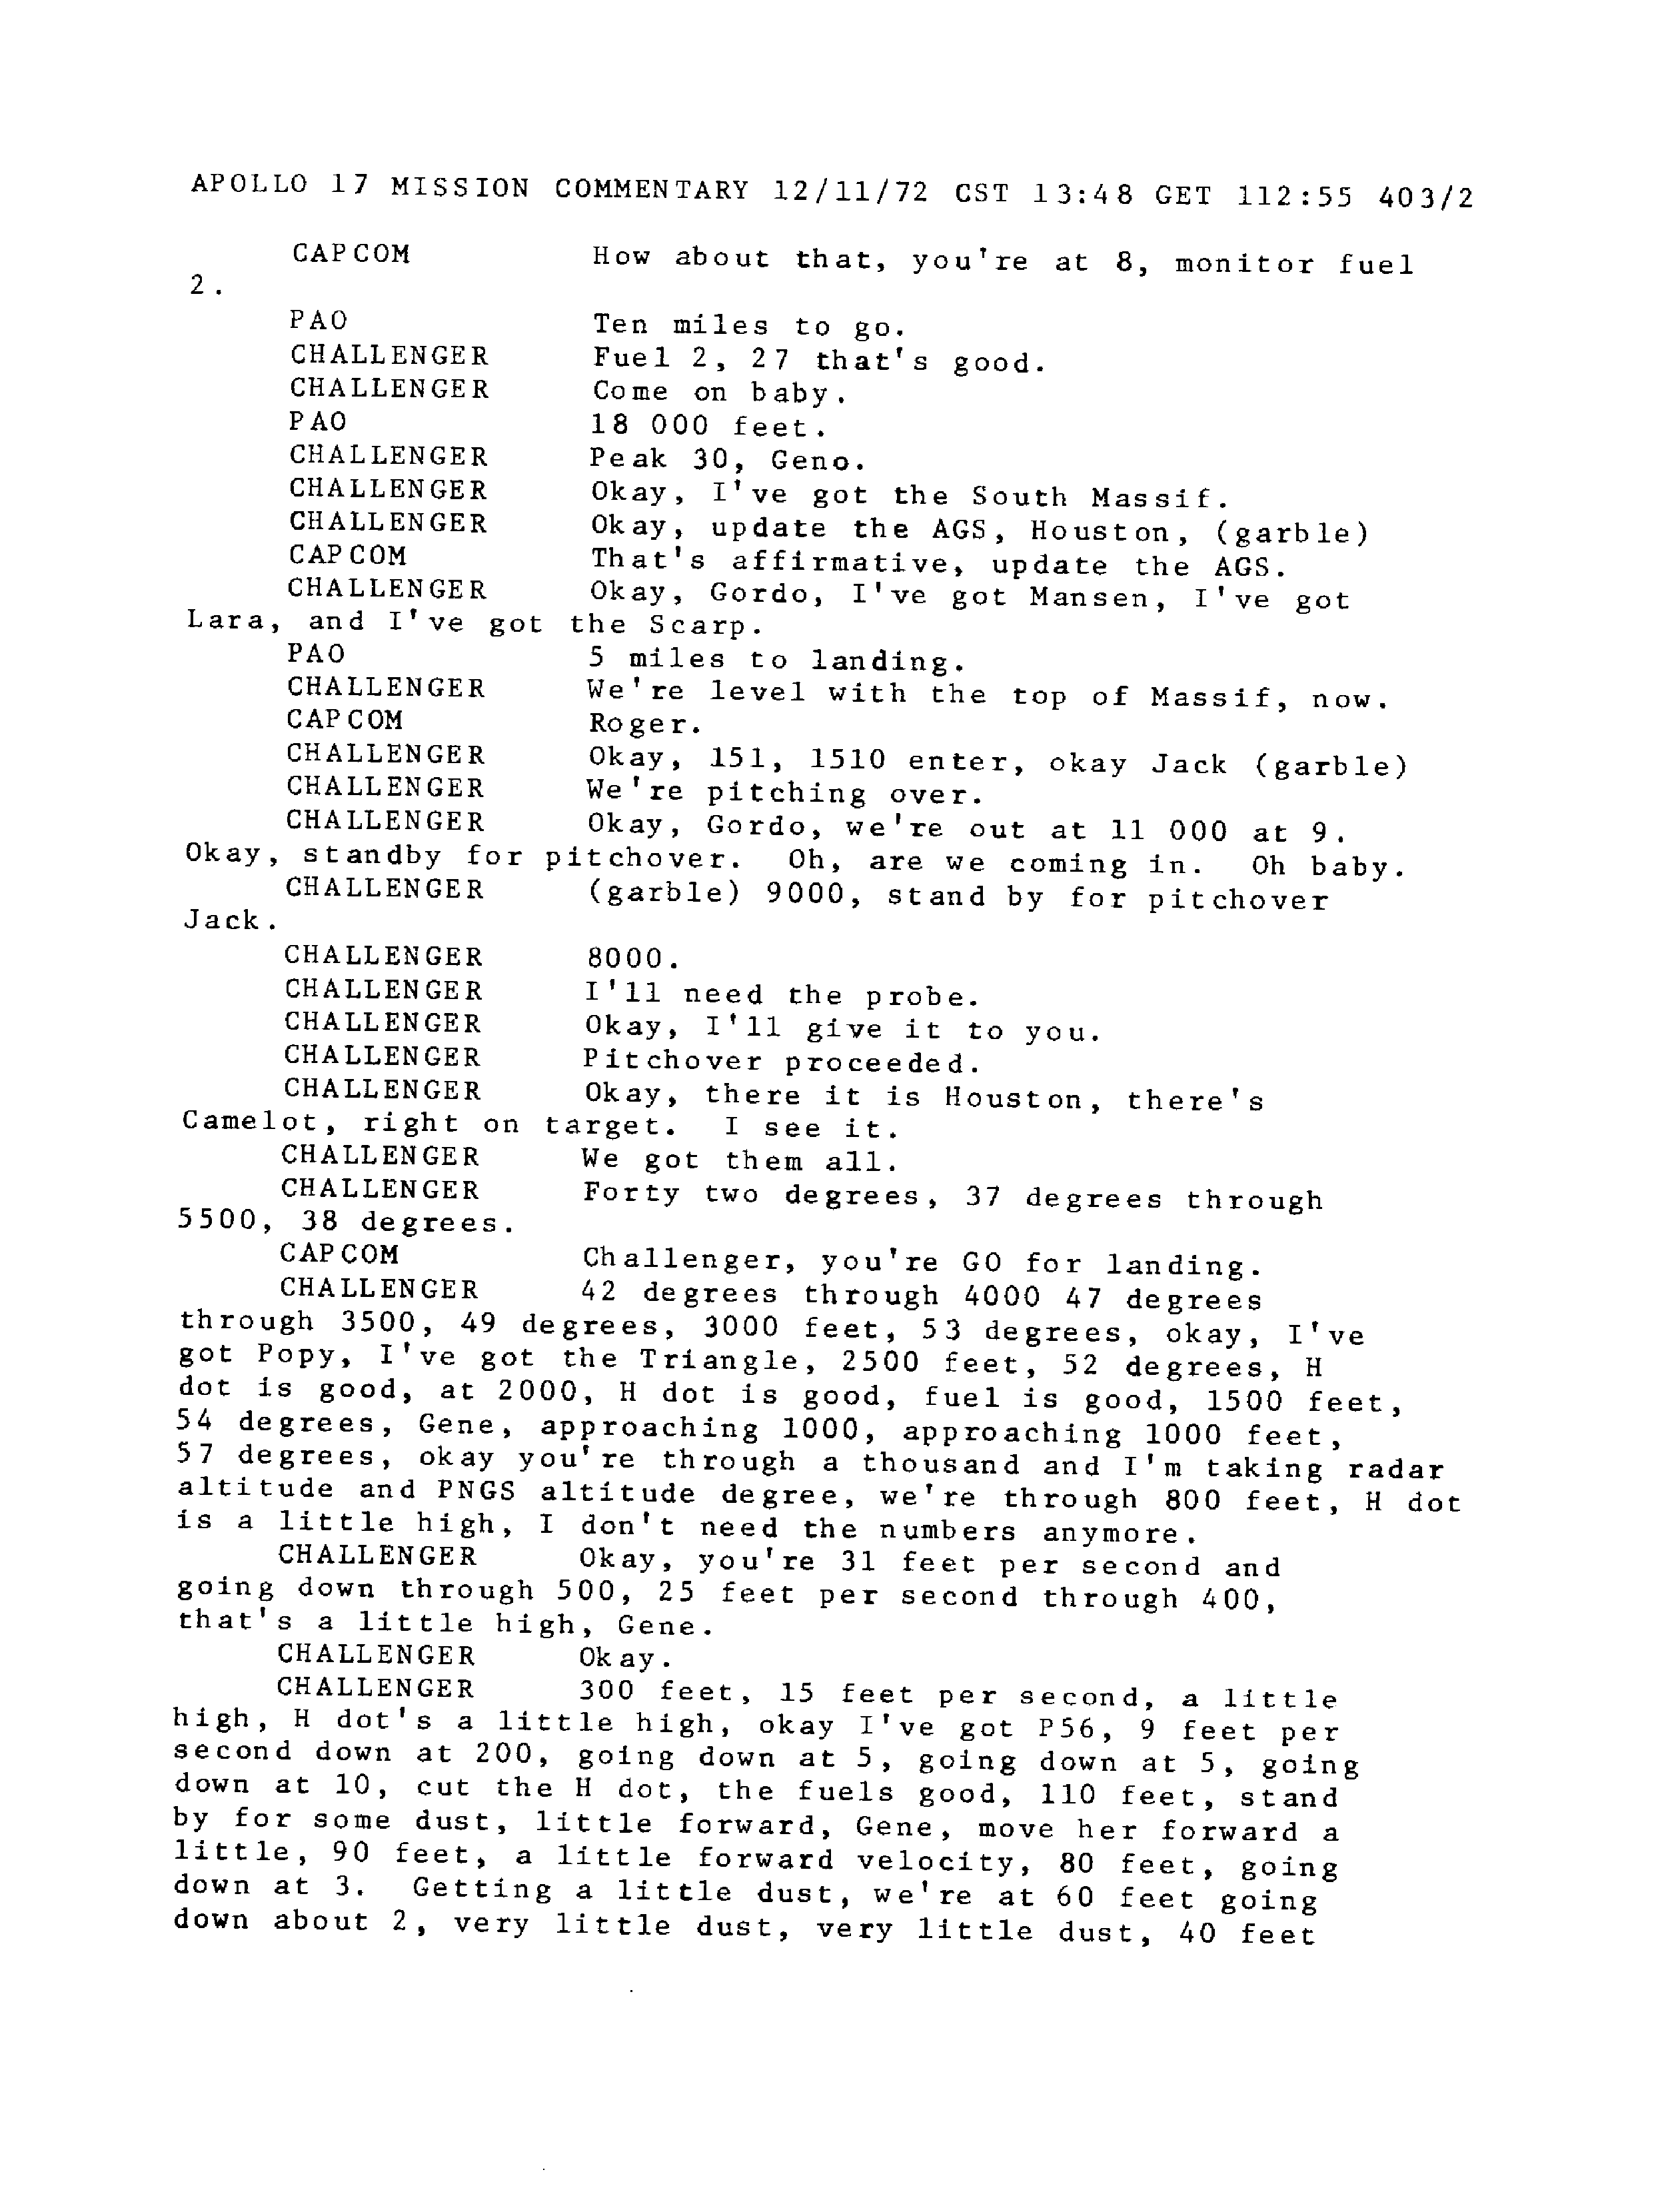 APOLLO 17 MISSION COMMENTARY 12/11/72 CST 13:48 GET 112:55 403/2
CAPCOM How about that, you're at 8, monitor fuel
2.
PAO Ten miles to go.
CHALLENGER Fuel 2, 27 that's good.
CHALLENGER Come on baby.
PAO 18 000 feet.
CHALLENGER Peak 30, Geno.
CHALLENGER Okay, I've got the South Massif.
CHALLENGER Okay, update the AGS, Houston, (garble)
CAPCOM That's affirmative, update the AGS.
CHALLENGER Okay, Gordo, I've got Mansen, I've got
Lara, and I've got the Scarp.
PAO 5 miles to landing.
CHALLENGER We're level with the top of Massif, now.
CAPCOM Roger.
CHALLENGER Okay, 151, 1510 enter, okay Jack (garble)
CHALLENGER We're pitching over.
CHALLENGER Okay, Gordo, we're out at 11 000 at 9.
Okay, standby for pitchover. Oh, are we coming in. Oh baby.
CHALLENGER (garble) 9000, stand by for pitchover
Jack.
CHALLENGER 8000.
CHALLENGER I'll need the probe.
CHALLENGER Okay, I'll give it to you.
CHALLENGER Pitchover proceeded.
CHALLENGER Okay, there it is Houston, there's
Camelot, right on target. I see it.
CHALLENGER We got them all.
CHALLENGER Forty two degrees, 37 degrees through
5500, 38 degrees.
CAPCOM Challenger, you're GO for landing.
CHALLENGER 42 degrees through 4000 47 degrees
through 3500, 49 degrees, 3000 feet, 53 degrees, okay, I've
got Popy, I've got the Triangle, 2500 feet, 52 degrees, H
dot is good, at 2000, H dot is good, fuel is good, 1500 feet,
54 degrees, Gene, approaching 1000, approaching 1000 feet,
57 degrees, okay you're through a thousand and I'm taking radar
altitude and PNGS altitude degree, we're through 800 feet, H dot
is a little high, I don't need the numbers anymore.
CHALLENGER Okay, you're 31 feet per second and
going down through 500, 25 feet per second through 400,
that's a little high, Gene.
CHALLENGER Okay.
CHALLENGER 300 feet, 15 feet per second, a little
high, H dot's a little high, okay I've got P56, 9 feet per
second down at 200, going down at 5, going down at 5, going
down at 10, cut the H dot, the fuels good, 110 feet, stand
by for some dust, little forward, Gene, move her forward a
little, 90 feet, a little forward velocity, 80 feet, going
down at 3. Getting a little dust, we're at 60 feet going
down about 2, very little dust, very little dust, 40 feet